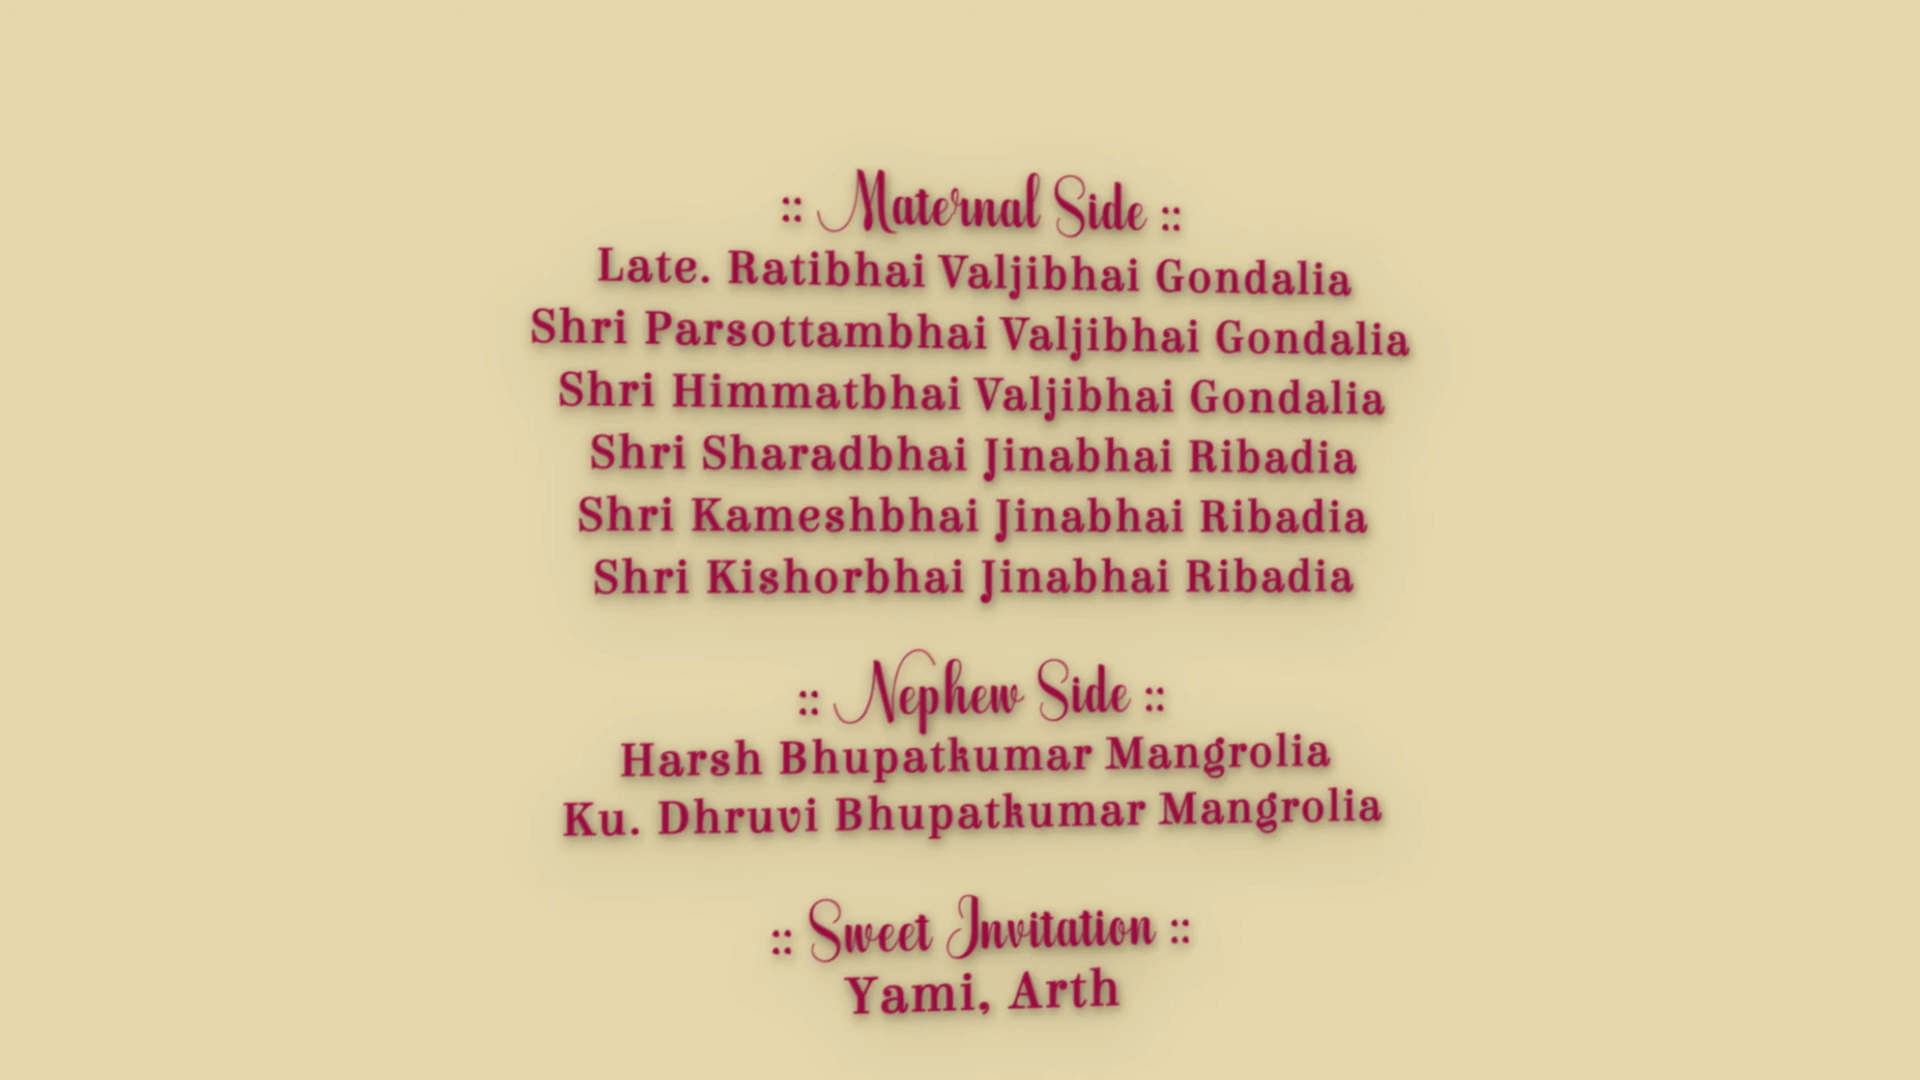 :: Maternal Side ::
Late. Ratibhai Valjibhai Gondalia
Shri Parsottambhai Valjibhai Gondalia
Shri Himmatbhai Valjibhai Gondalia
Shri Sharadbhai Jinabhai Ribadia
Shri Kameshbhai Jinabhai Ribadia
Shri Kishorbhai Jinabhai Ribadia
:: Nephew Side ::
Harsh Bhupatkumar Mangrolia
Ku. Dhruvi Bhupatkumar Mangrolia
:: Sweet Invitation ::
Yami, Arth